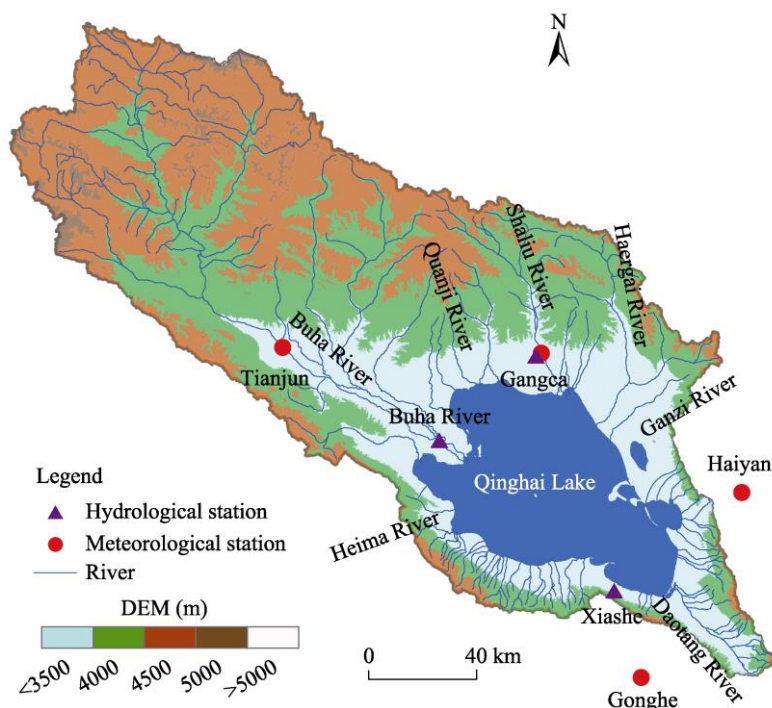 N
Shaliu River
Haergai River
Quanji River
Buha River
Tianjun
Gangca
Buha River
Ganzi River
Haiyan
Qinghai Lake
Legend
Hydrological station
Meteorological station
River
Heima River
DEM (m)
<3500
4000
4500
5000
>5000
0 40 km
Xiashe
Daotang River
Gonghe